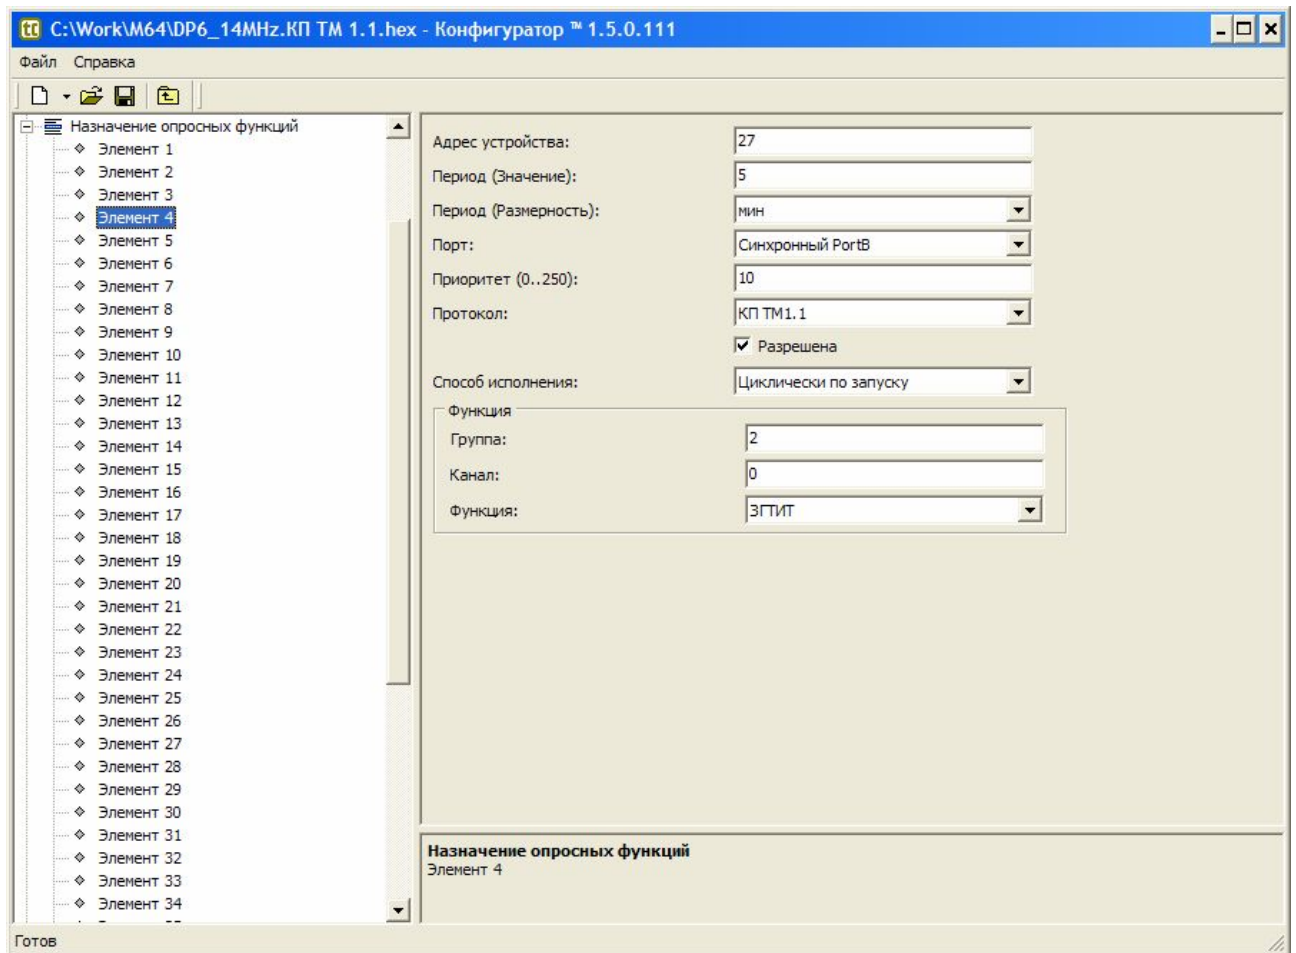 C:\Work\M64\DP6_14MHz.КП ТМ 1.1.hex - Конфигуратор ™ 1.5.0.111
Файл Справка
Назначение опросных функций
Элемент 1
Элемент 2
Элемент 3
Элемент 4
Элемент 5
Элемент 6
Элемент 7
Элемент 8
Элемент 9
Элемент 10
Элемент 11
Элемент 12
Элемент 13
Элемент 14
Элемент 15
Элемент 16
Элемент 17
Элемент 18
Элемент 19
Элемент 20
Элемент 21
Элемент 22
Элемент 23
Элемент 24
Элемент 25
Элемент 26
Элемент 27
Элемент 28
Элемент 29
Элемент 30
Элемент 31
Элемент 32
Элемент 33
Элемент 34
Адрес устройства: 27
Период (Значение): 5
Период (Размерность): мин
Порт: Синхронный PortB
Приоритет (0..250): 10
Протокол: КП ТМ1.1
Разрешена
Способ исполнения: Циклически по запуску
Функция
Группа: 2
Канал: 0
Функция: ЗГТИТ
Назначение опросных функций
Элемент 4
Готов